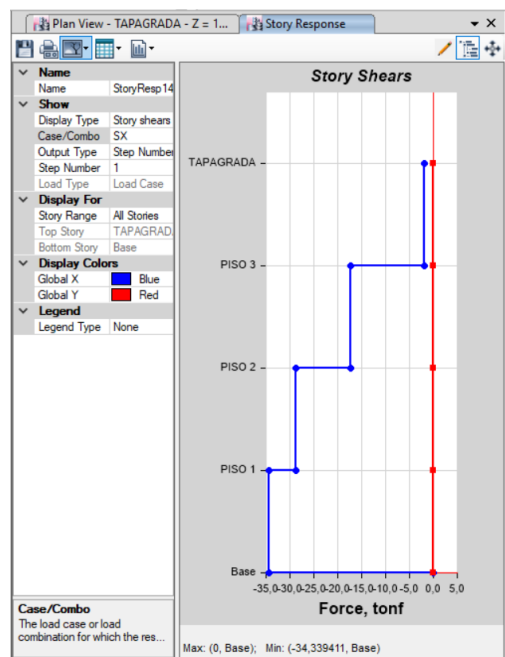 Plan View - TAPAGRADA - Z = 1...
Story Response
Name
Name StoryResp14
Show
Display Type Story shears
Case/Combo SX
Output Type Step Number
Step Number 1
Load Type Load Case
Display For
Story Range All Stories
Top Story TAPAGRAD.
Bottom Story Base
Display Colors
Global X Blue
Global Y Red
Legend
Legend Type None
Case/Combo
The load case or load
combination for which the res...
Story Shears
TAPAGRADA
PISO 3
PISO 2
PISO 1
Base
-35,0 -30,0 -25,0 -20,0 -15,0 -10,0 -5,0 0,0 5,0
Force, tonf
Max: (0, Base); Min: (-34,339411, Base)